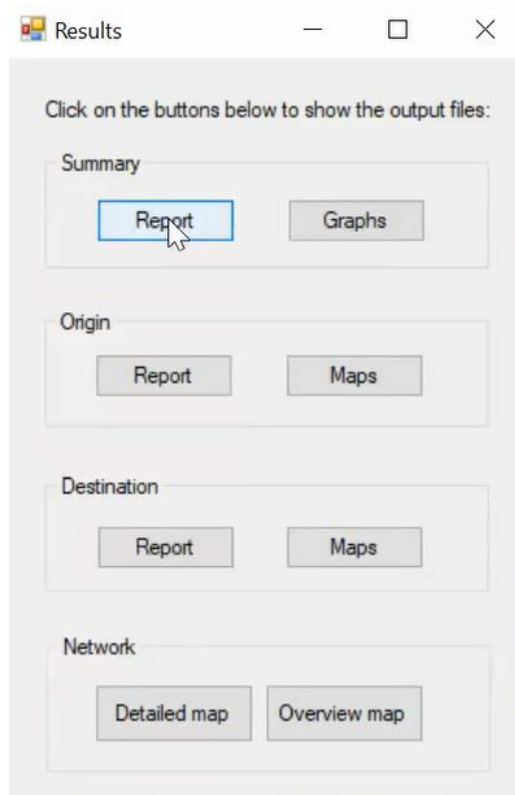 Results
Click on the buttons below to show the output files:
Summary
Report Graphs
Origin
Report Maps
Destination
Report Maps
Network
Detailed map Overview map